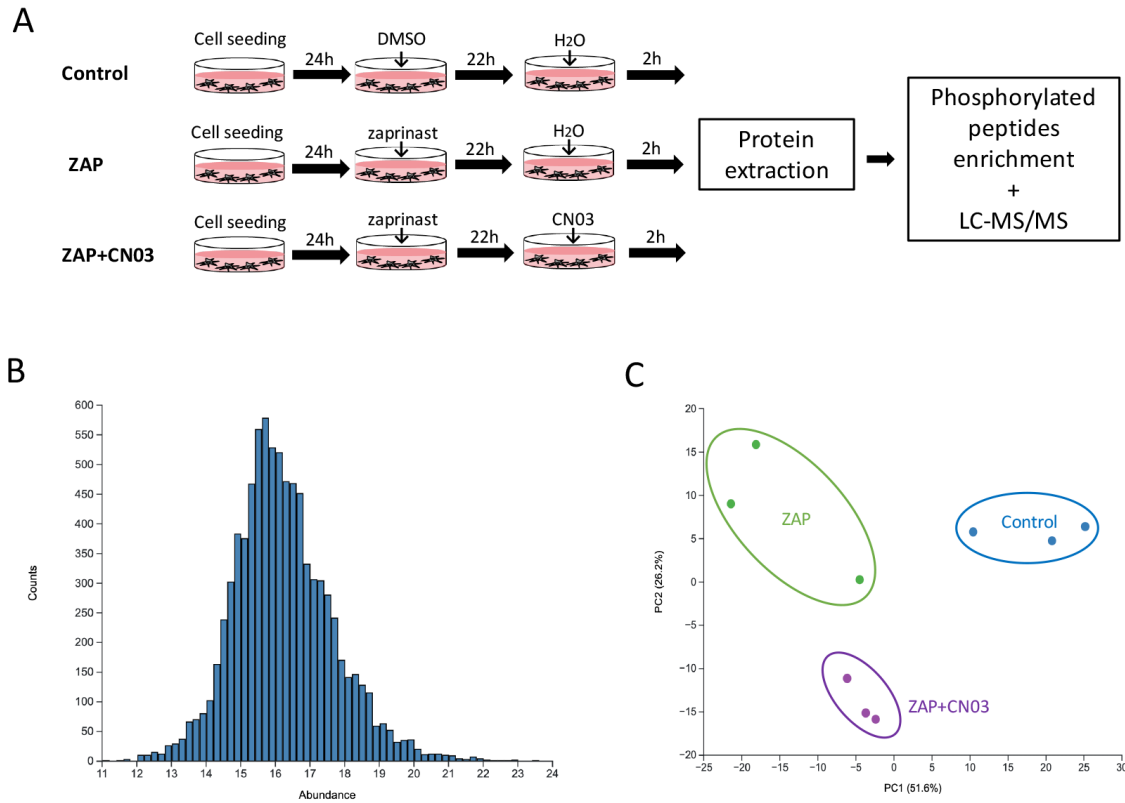 A
Control
Cell seeding
24h
DMSO
22h
H2O
2h
ZAP
Cell seeding
24h
zaprinast
22h
H2O
2h
ZAP+CN03
Cell seeding
24h
zaprinast
22h
CN03
2h
Protein
extraction
Phosphorylated
peptides
enrichment
+
LC-MS/MS
B
600
550
500
450
400
350
300
250
200
150
100
50
0
Counts
11 12 13 14 15 16 17 18 19 20 21 22 23 24
Abundance
C
20
15
10
5
0
−5
−10
−15
−20
PC2 (26.2%)
ZAP
Control
ZAP+CN03
−25 −20 −15 −10 −5 0 5 10 15 20 25 30
PC1 (51.6%)